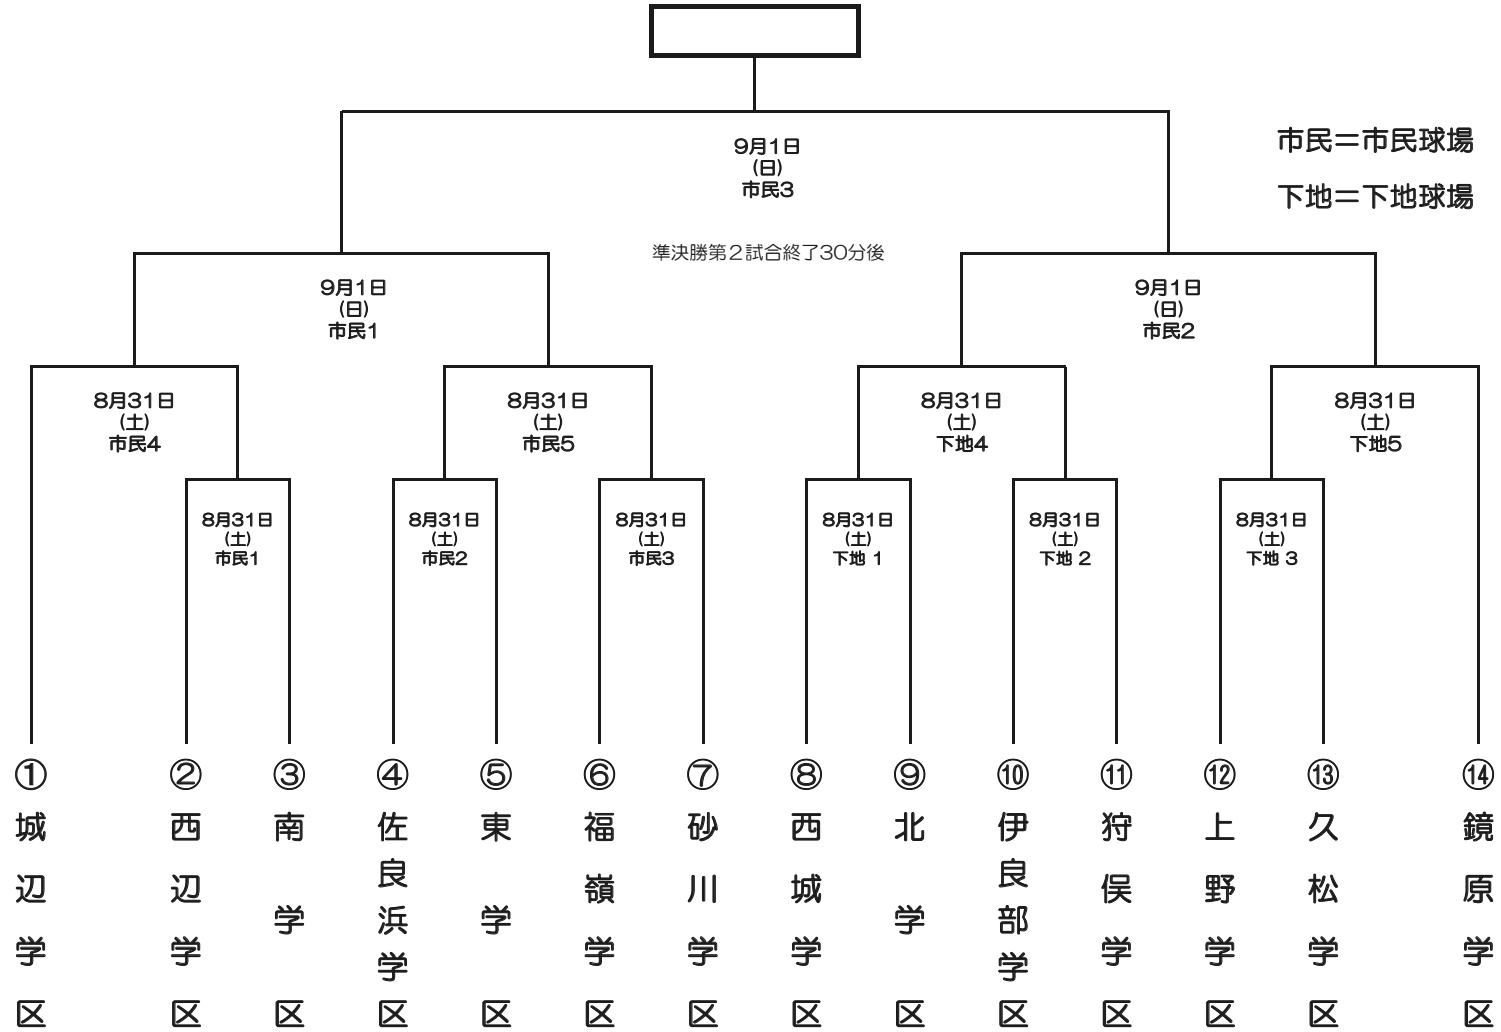 9月1日
(日)
市民3
市民＝市民球場
下地＝下地球場
準決勝第２試合終了30分後
9月1日
(日)
市民1
9月1日
(日)
市民2
8月31日
(土)
市民4
8月31日
(土)
市民5
8月31日
(土)
下地4
8月31日
(土)
下地5
8月31日
(土)
市民1
8月31日
(土)
市民2
8月31日
(土)
市民3
8月31日
(土)
下地 1
8月31日
(土)
下地 2
8月31日
(土)
下地 3
①城辺学区
②西辺学区
③南学区
④佐良浜学区
⑤東学区
⑥福嶺学区
⑦砂川学区
⑧西城学区
⑨北学区
⑩伊良部学区
⑪狩俣学区
⑫上野学区
⑬久松学区
⑭鏡原学区